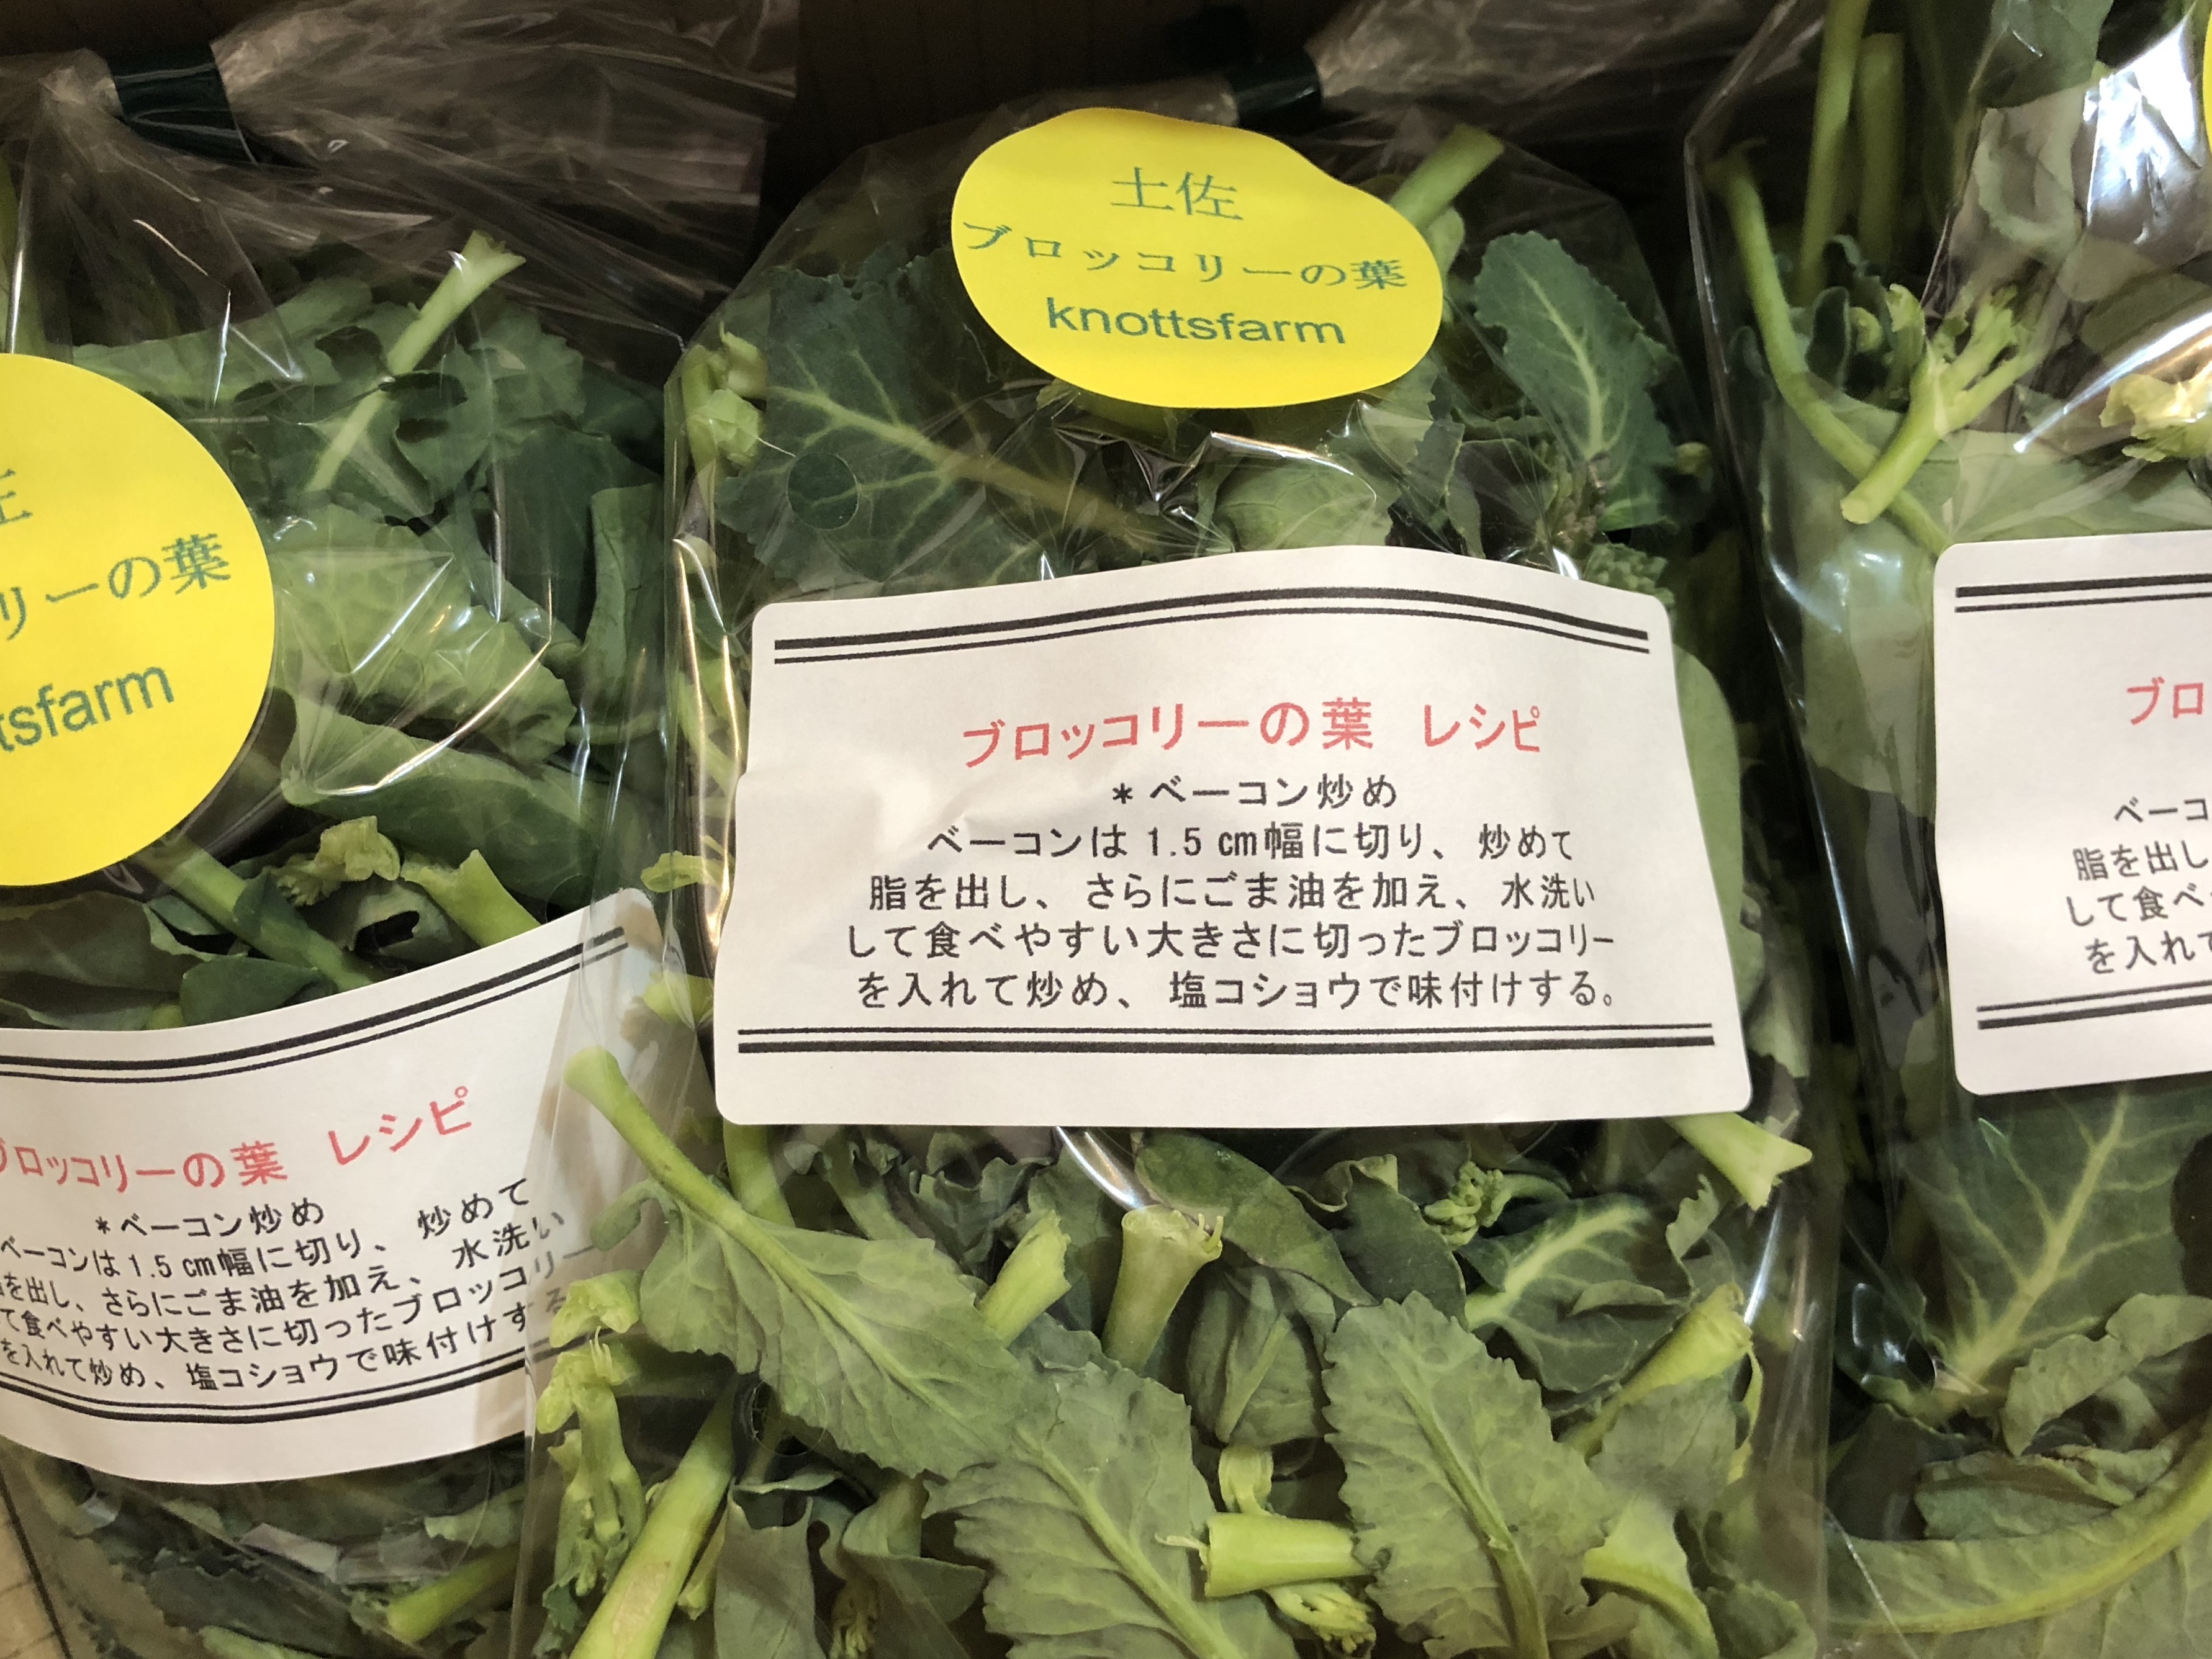 土佐
ブロッコリーの葉
knottsfarm
ブロッコリーの葉 レシピ
*ベーコン炒め
ベーコンは1.5㎝幅に切り、炒めて
脂を出し、さらにごま油を加え、水洗い
して食べやすい大きさに切ったブロッコリー
を入れて炒め、塩コショウで味付けする。
リーの葉
tsfarm
ブロッコリーの葉 レシピ
*ベーコン炒め
ベーコンは1.5㎝幅に切り、炒めて
を出し、さらにごま油を加え、水洗い
て食べやすい大きさに切ったブロッコリー
を入れて炒め、塩コショウで味付けする
ブロ
ベーコ
脂を出し
して食べ
を入れて